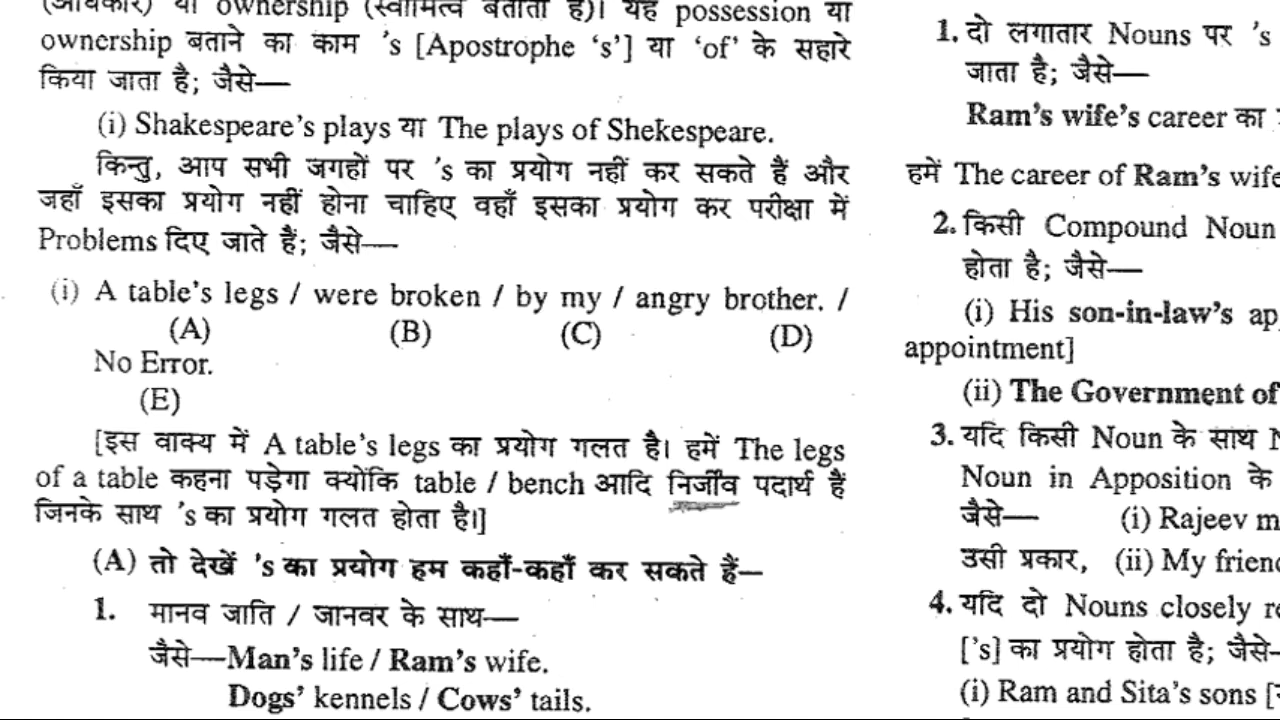 (अधिकार) या ownership (स्वामित्व बताता है)। यह possession या
ownership बताने का काम 's [Apostrophe 's'] या 'of' के सहारे
किया जाता है; जैसे—
(i) Shakespeare's plays या The plays of Shekespeare.
किन्तु, आप सभी जगहों पर 's का प्रयोग नहीं कर सकते हैं और
जहाँ इसका प्रयोग नहीं होना चाहिए वहाँ इसका प्रयोग कर परीक्षा में
Problems दिए जाते हैं; जैसे—
(i) A table's legs / were broken / by my / angry brother. /
(A) (B) (C) (D)
No Error.
(E)
[इस वाक्य में A table's legs का प्रयोग गलत है। हमें The legs
of a table कहना पड़ेगा क्योंकि table / bench आदि निर्जीव पदार्थ हैं
जिनके साथ 's का प्रयोग गलत होता है।]
(A) तो देखें 's का प्रयोग हम कहाँ-कहाँ कर सकते हैं—
1. मानव जाति / जानवर के साथ—
जैसे—Man's life / Ram's wife.
Dogs' kennels / Cows' tails.
1. दो लगातार Nouns पर 's
जाता है; जैसे—
Ram's wife's career का
हमें The career of Ram's wife
2. किसी Compound Noun
होता है; जैसे—
(i) His son-in-law's ap
appointment]
(ii) The Government of
3. यदि किसी Noun के साथ N
Noun in Apposition के
जैसे— (i) Rajeev m
उसी प्रकार, (ii) My friend
4. यदि दो Nouns closely re
['s] का प्रयोग होता है; जैसे—
(i) Ram and Sita's sons [